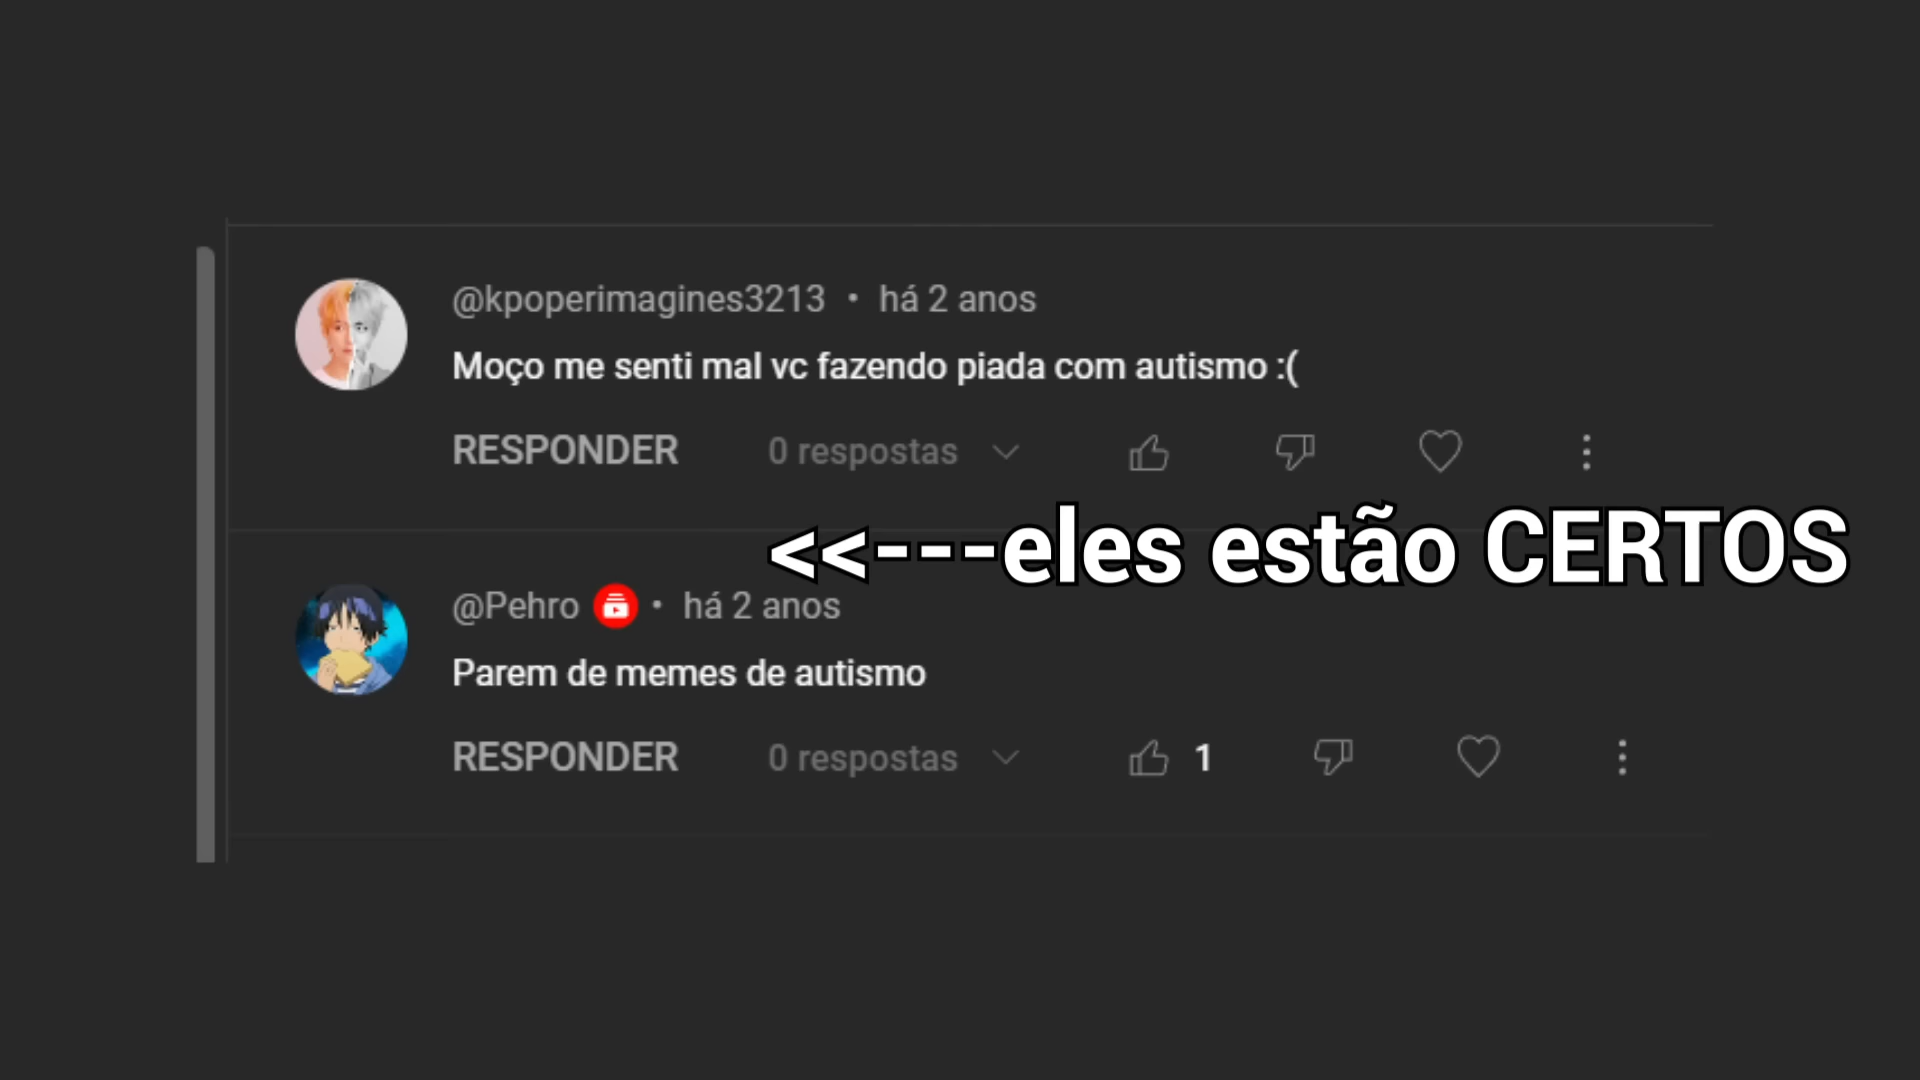 @kpoperimagines3213 • há 2 anos
Moço me senti mal vc fazendo piada com autismo :(
RESPONDER 0 respostas
<<---eles estão CERTOS
@Pehro • há 2 anos
Parem de memes de autismo
RESPONDER 0 respostas 1